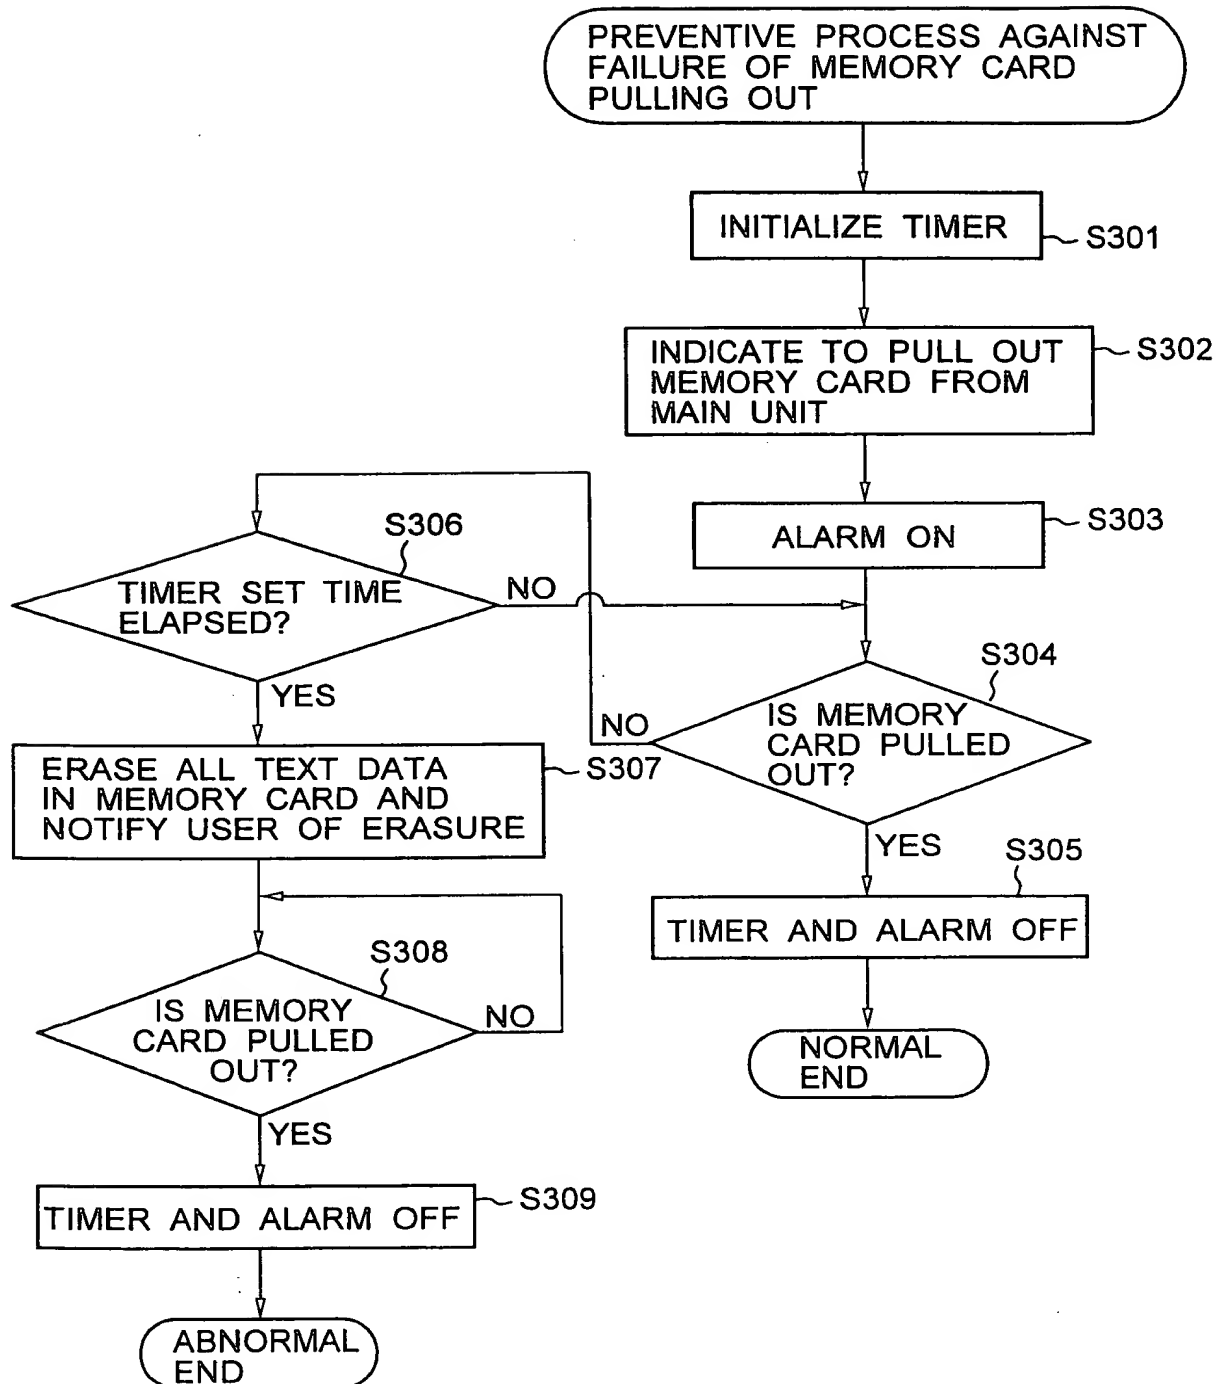 PREVENTIVE PROCESS AGAINST
FAILURE OF MEMORY CARD
PULLING OUT
INITIALIZE TIMER
S301
INDICATE TO PULL OUT
MEMORY CARD FROM
MAIN UNIT
S302
ALARM ON
S303
S304
IS MEMORY
CARD PULLED
OUT?
NO
YES
S305
TIMER AND ALARM OFF
NORMAL
END
S306
TIMER SET TIME
ELAPSED?
NO
YES
ERASE ALL TEXT DATA
IN MEMORY CARD AND
NOTIFY USER OF ERASURE
S307
S308
IS MEMORY
CARD PULLED
OUT?
NO
YES
TIMER AND ALARM OFF
S309
ABNORMAL
END